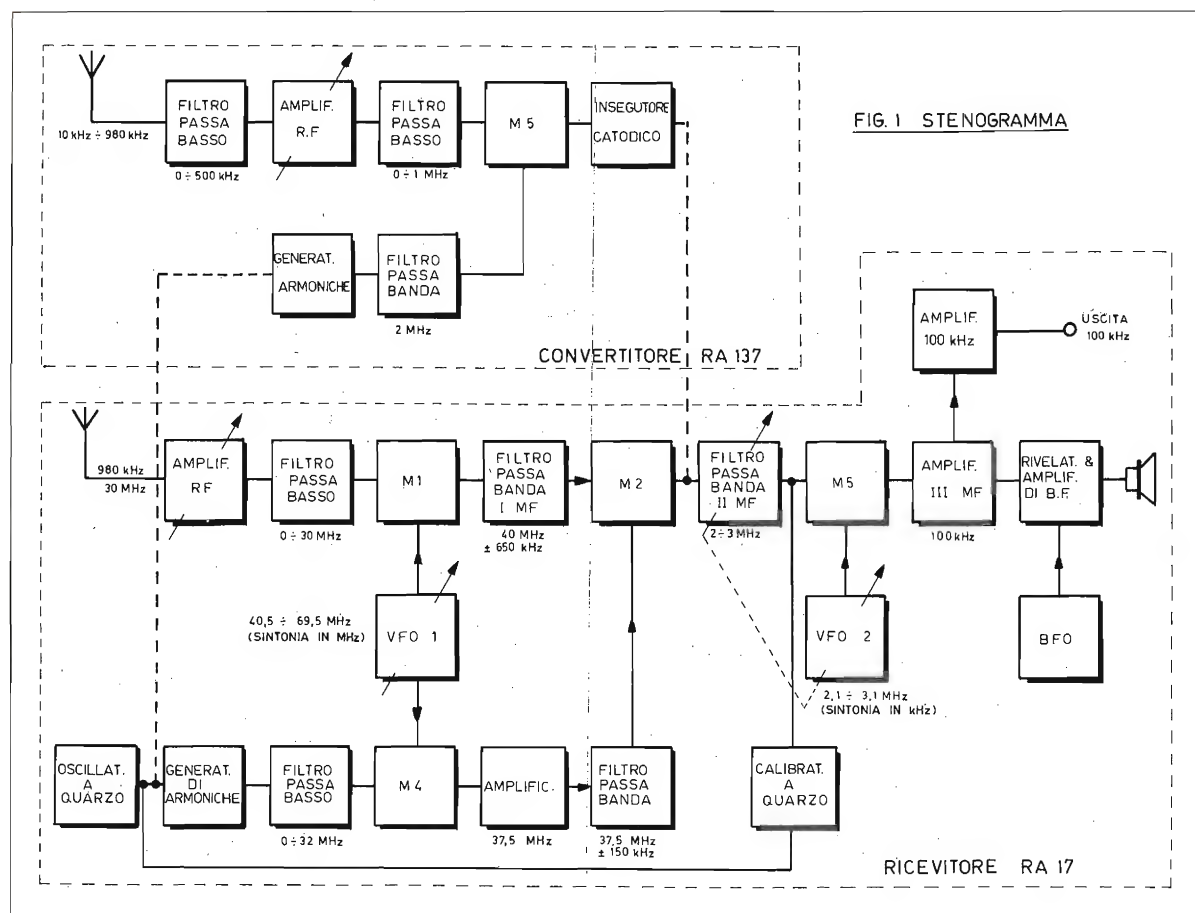 FIG. 1 STENOGRAMMA
10 kHz ÷ 980 kHz
FILTRO
PASSA
BASSO
0 ÷ 500 kHz
AMPLIF.
R.F
FILTRO
PASSA
BASSO
0 ÷ 1 MHz
M 5
INSEGUTORE
CATODICO
GENERAT.
ARMONICHE
FILTRO
PASSA
BANDA
2 MHz
CONVERTITORE RA 137
AMPLIF.
100 kHz
USCITA
100 kHz
980 kHz
30 MHz
AMPLIF.
RF
FILTRO
PASSA
BASSO
0 ÷ 30 MHz
M1
FILTRO
PASSA
BANDA
I MF
40 MHz
± 650 kHz
M2
FILTRO
PASSA
BANDA
II MF
2 ÷ 3 MHz
M5
AMPLIF.
III MF
100 kHz
RIVELAT. &
AMPLIF.
DI B.F.
40,5 ÷ 69,5 MHz
(SINTONIA IN MHz)
VFO 1
VFO 2
2,1 ÷ 3,1 MHz
(SINTONIA IN kHz)
BFO
OSCILLAT.
A
QUARZO
GENERAT.
DI
ARMONICHE
FILTRO
PASSA
BASSO
0 ÷ 32 MHz
M4
AMPLIFIC.
37,5 MHz
FILTRO
PASSA
BANDA
37,5 MHz
± 150 kHz
CALIBRAT.
A
QUARZO
RICEVITORE RA 17